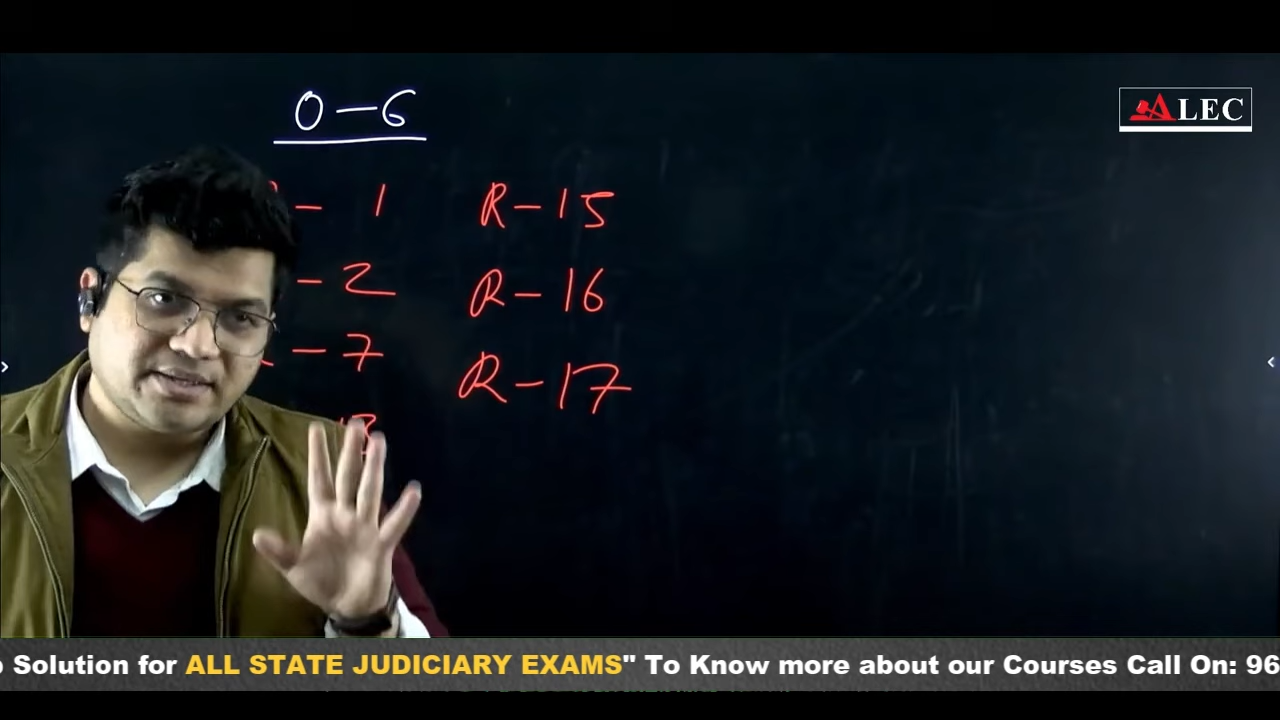 O-6
- 1 R-15
- 2 R-16
- 7 R-17
13
ALEC
Solution for ALL STATE JUDICIARY EXAMS" To Know more about our Courses Call On: 96